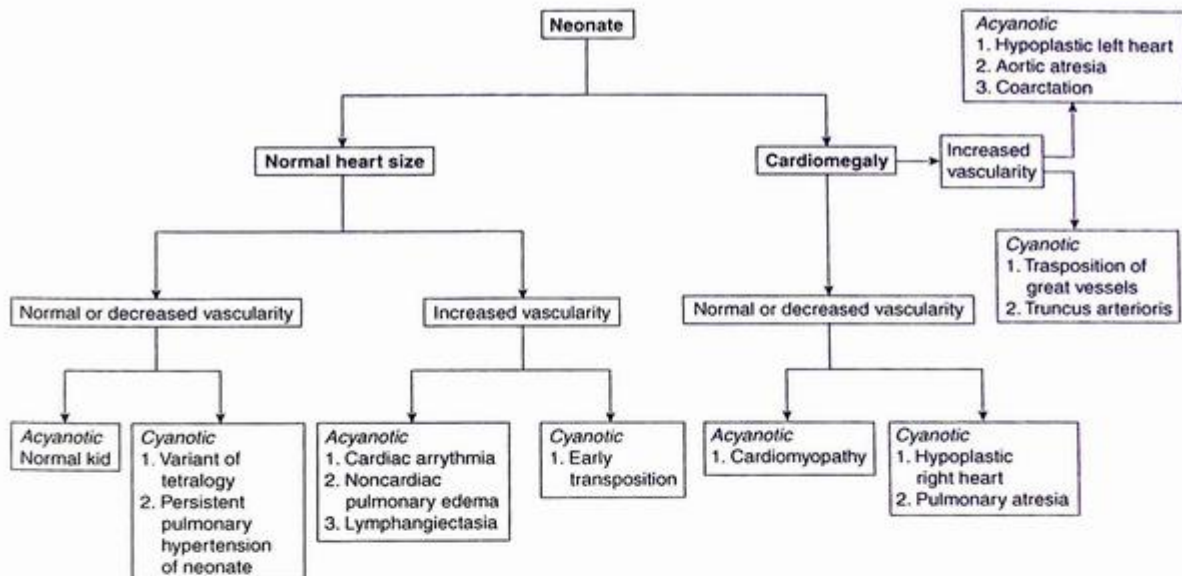 Neonate
Acyanotic
1. Hypoplastic left heart
2. Aortic atresia
3. Coarctation
Normal heart size
Cardiomegaly
Increased
vascularity
Cyanotic
1. Trasposition of
great vessels
2. Truncus arterioris
Normal or decreased vascularity
Increased vascularity
Normal or decreased vascularity
Acyanotic
Normal kid
Cyanotic
1. Variant of
tetralogy
2. Persistent
pulmonary
hypertension
of neonate
Acyanotic
1. Cardiac arrythmia
2. Noncardiac
pulmonary edema
3. Lymphangiectasia
Cyanotic
1. Early
transposition
Acyanotic
1. Cardiomyopathy
Cyanotic
1. Hypoplastic
right heart
2. Pulmonary atresia